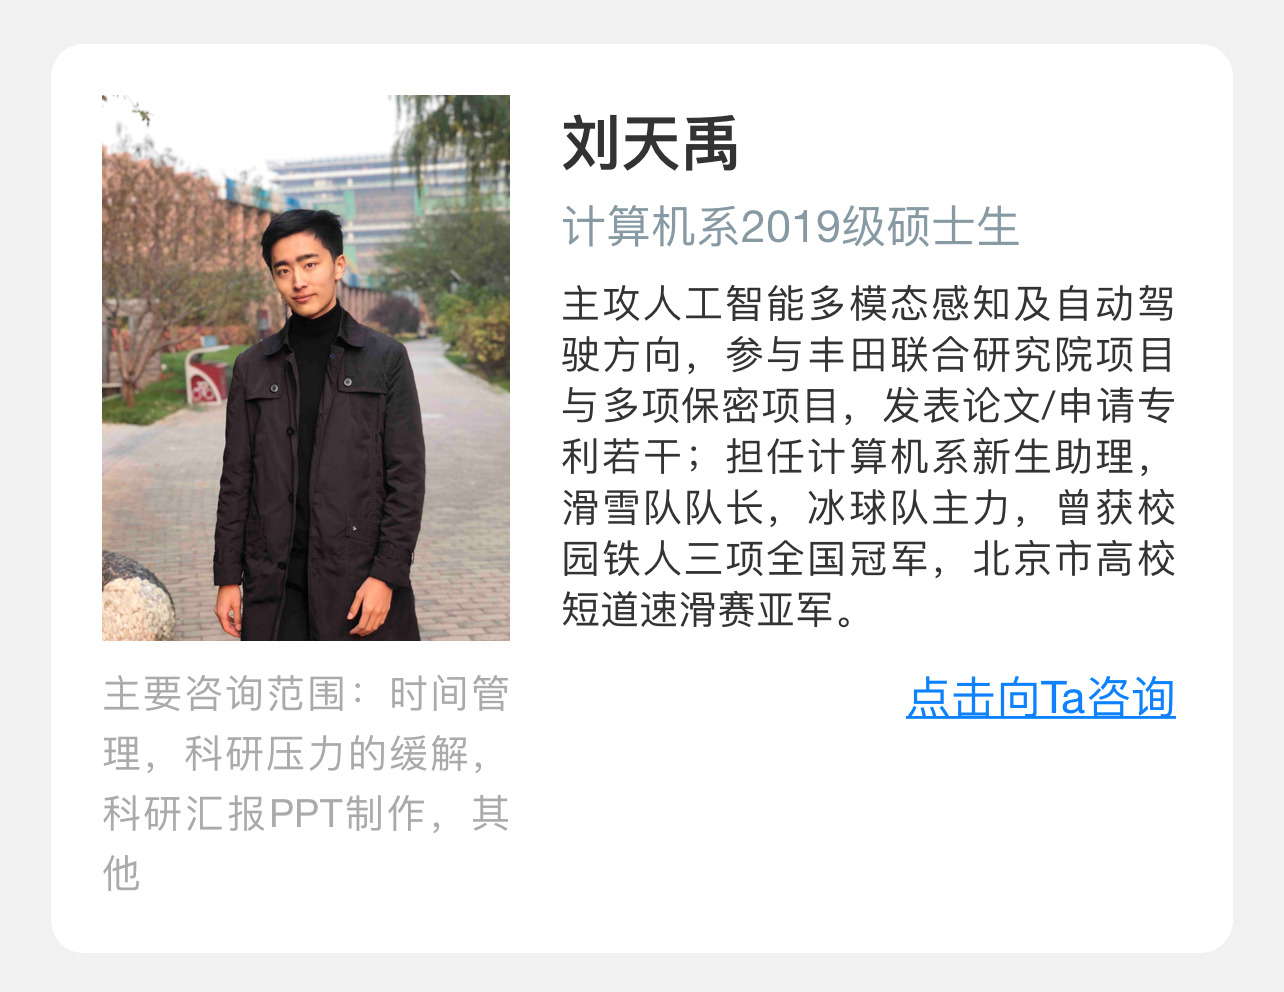 刘天禹
计算机系2019级硕士生
主攻人工智能多模态感知及自动驾
驶方向，参与丰田联合研究院项目
与多项保密项目，发表论文/申请专
利若干；担任计算机系新生助理，
滑雪队队长，冰球队主力，曾获校
园铁人三项全国冠军，北京市高校
短道速滑赛亚军。
点击向Ta咨询
主要咨询范围：时间管
理，科研压力的缓解，
科研汇报PPT制作，其
他